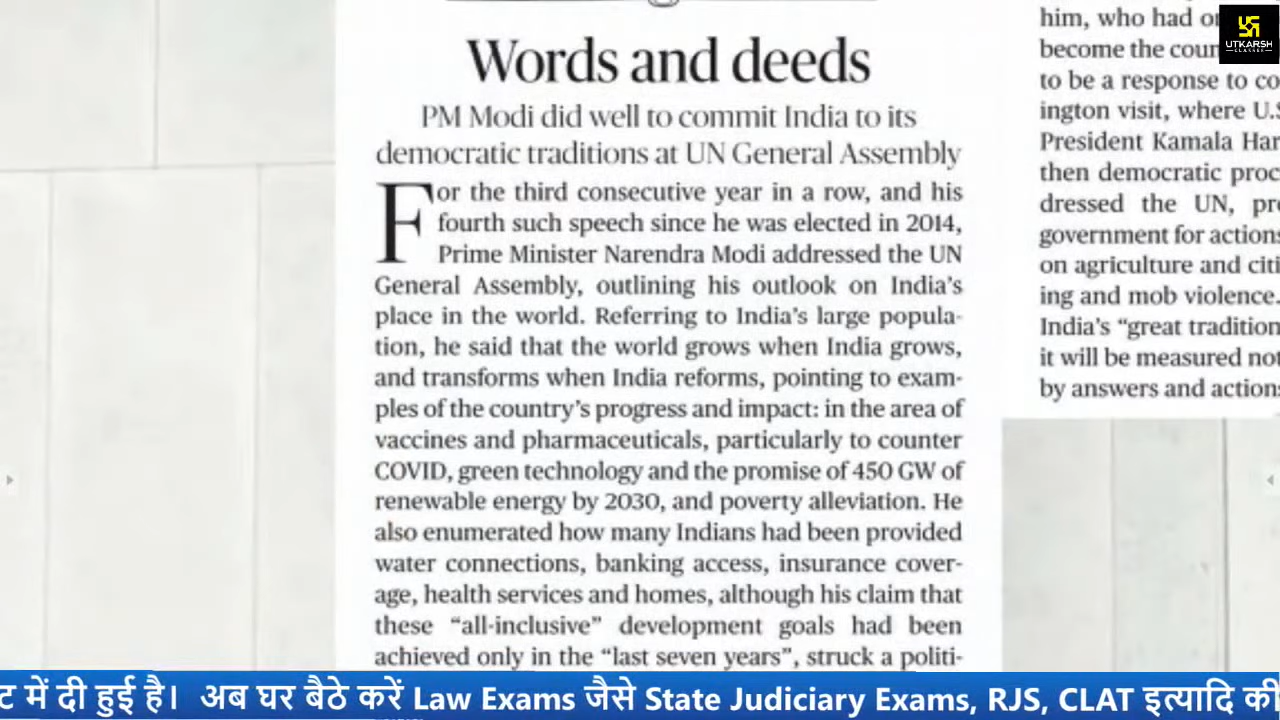 Words and deeds
PM Modi did well to commit India to its
democratic traditions at UN General Assembly
For the third consecutive year in a row, and his
fourth such speech since he was elected in 2014,
Prime Minister Narendra Modi addressed the UN
General Assembly, outlining his outlook on India's
place in the world. Referring to India's large popula-
tion, he said that the world grows when India grows,
and transforms when India reforms, pointing to exam-
ples of the country's progress and impact: in the area of
vaccines and pharmaceuticals, particularly to counter
COVID, green technology and the promise of 450 GW of
renewable energy by 2030, and poverty alleviation. He
also enumerated how many Indians had been provided
water connections, banking access, insurance cover-
age, health services and homes, although his claim that
these “all-inclusive” development goals had been
achieved only in the “last seven years”, struck a politi-
him, who had
become the
to be a response to
ington visit, where
President Kamala
then democratic
dressed the UN,
government for actions
on agriculture and
ing and mob violence.
India's “great tradition
it will be measured
by answers and actions
UTKARSH
CLASSES
में दी हुई है। अब घर बैठे करें Law Exams जैसे State Judiciary Exams, RJS, CLAT इत्यादि की